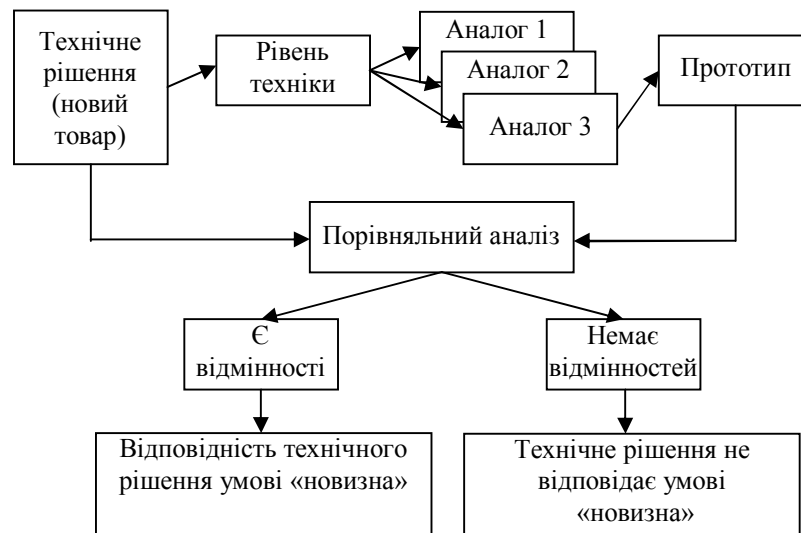 Технічне
рішення
(новий
товар)
Рівень
техніки
Аналог 1
Аналог 2
Аналог 3
Прототип
Порівняльний аналіз
Є
відмінності
Немає
відмінностей
Відповідність технічного
рішення умові «новизна»
Технічне рішення не
відповідає умові
«новизна»